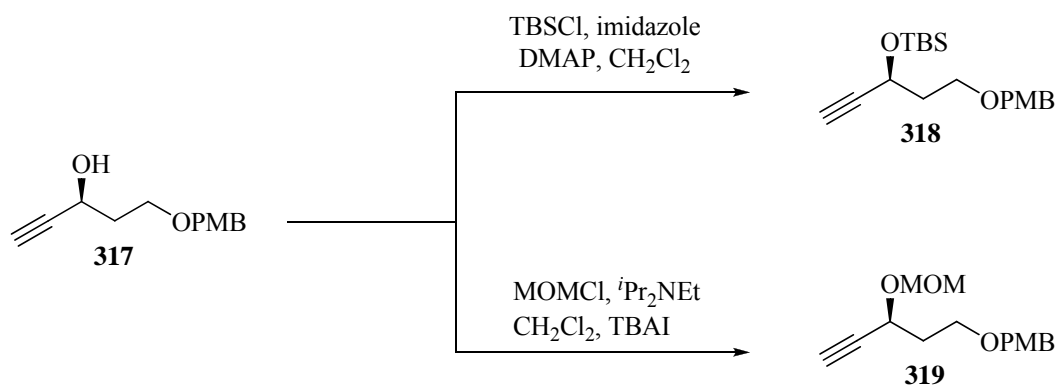 TBSCl, imidazole
DMAP, CH₂Cl₂
OTBS
OPMB
318
OH
OPMB
317
MOMCl, ⁱPr₂NEt
CH₂Cl₂, TBAI
OMOM
OPMB
319